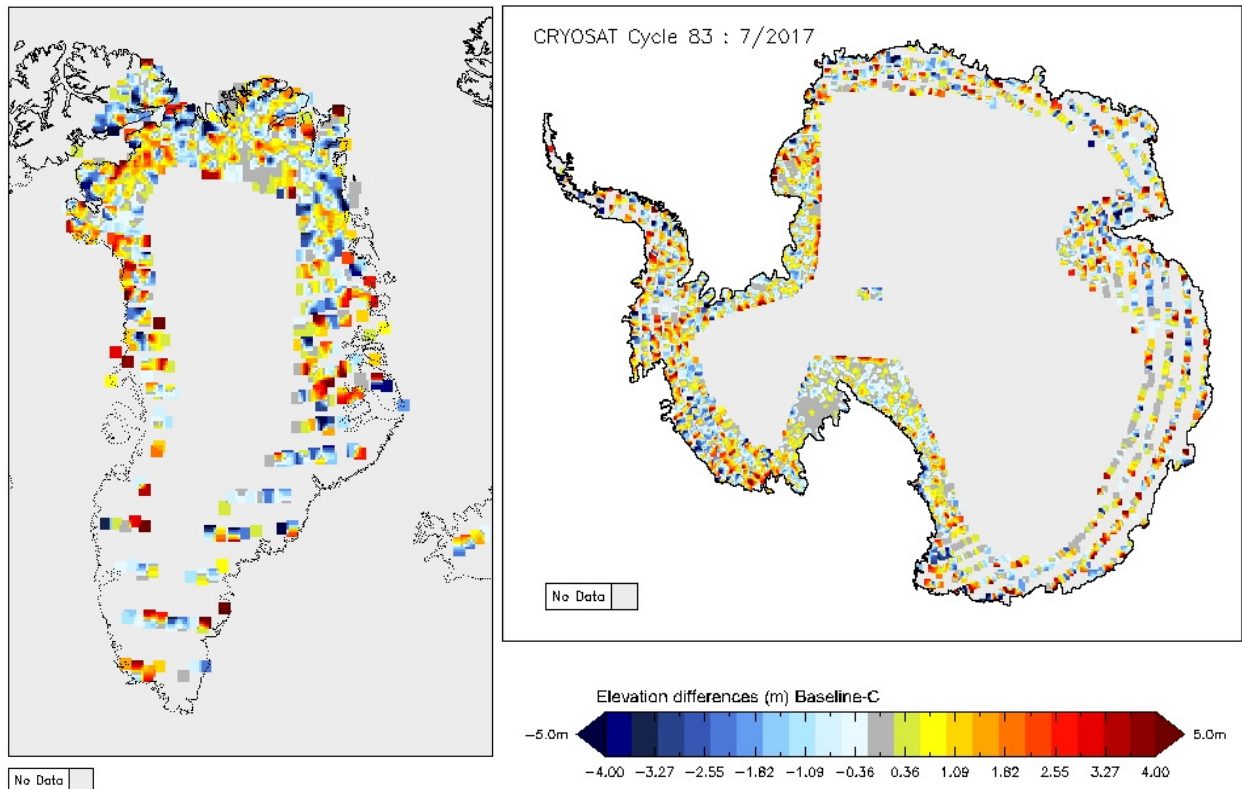 CRYOSAT Cycle 83 : 7/2017
No Data
No Data
Elevation differences (m) Baseline-C
-5.0m
5.0m
-4.00 -3.27 -2.55 -1.82 -1.09 -0.36 0.36 1.09 1.82 2.55 3.27 4.00